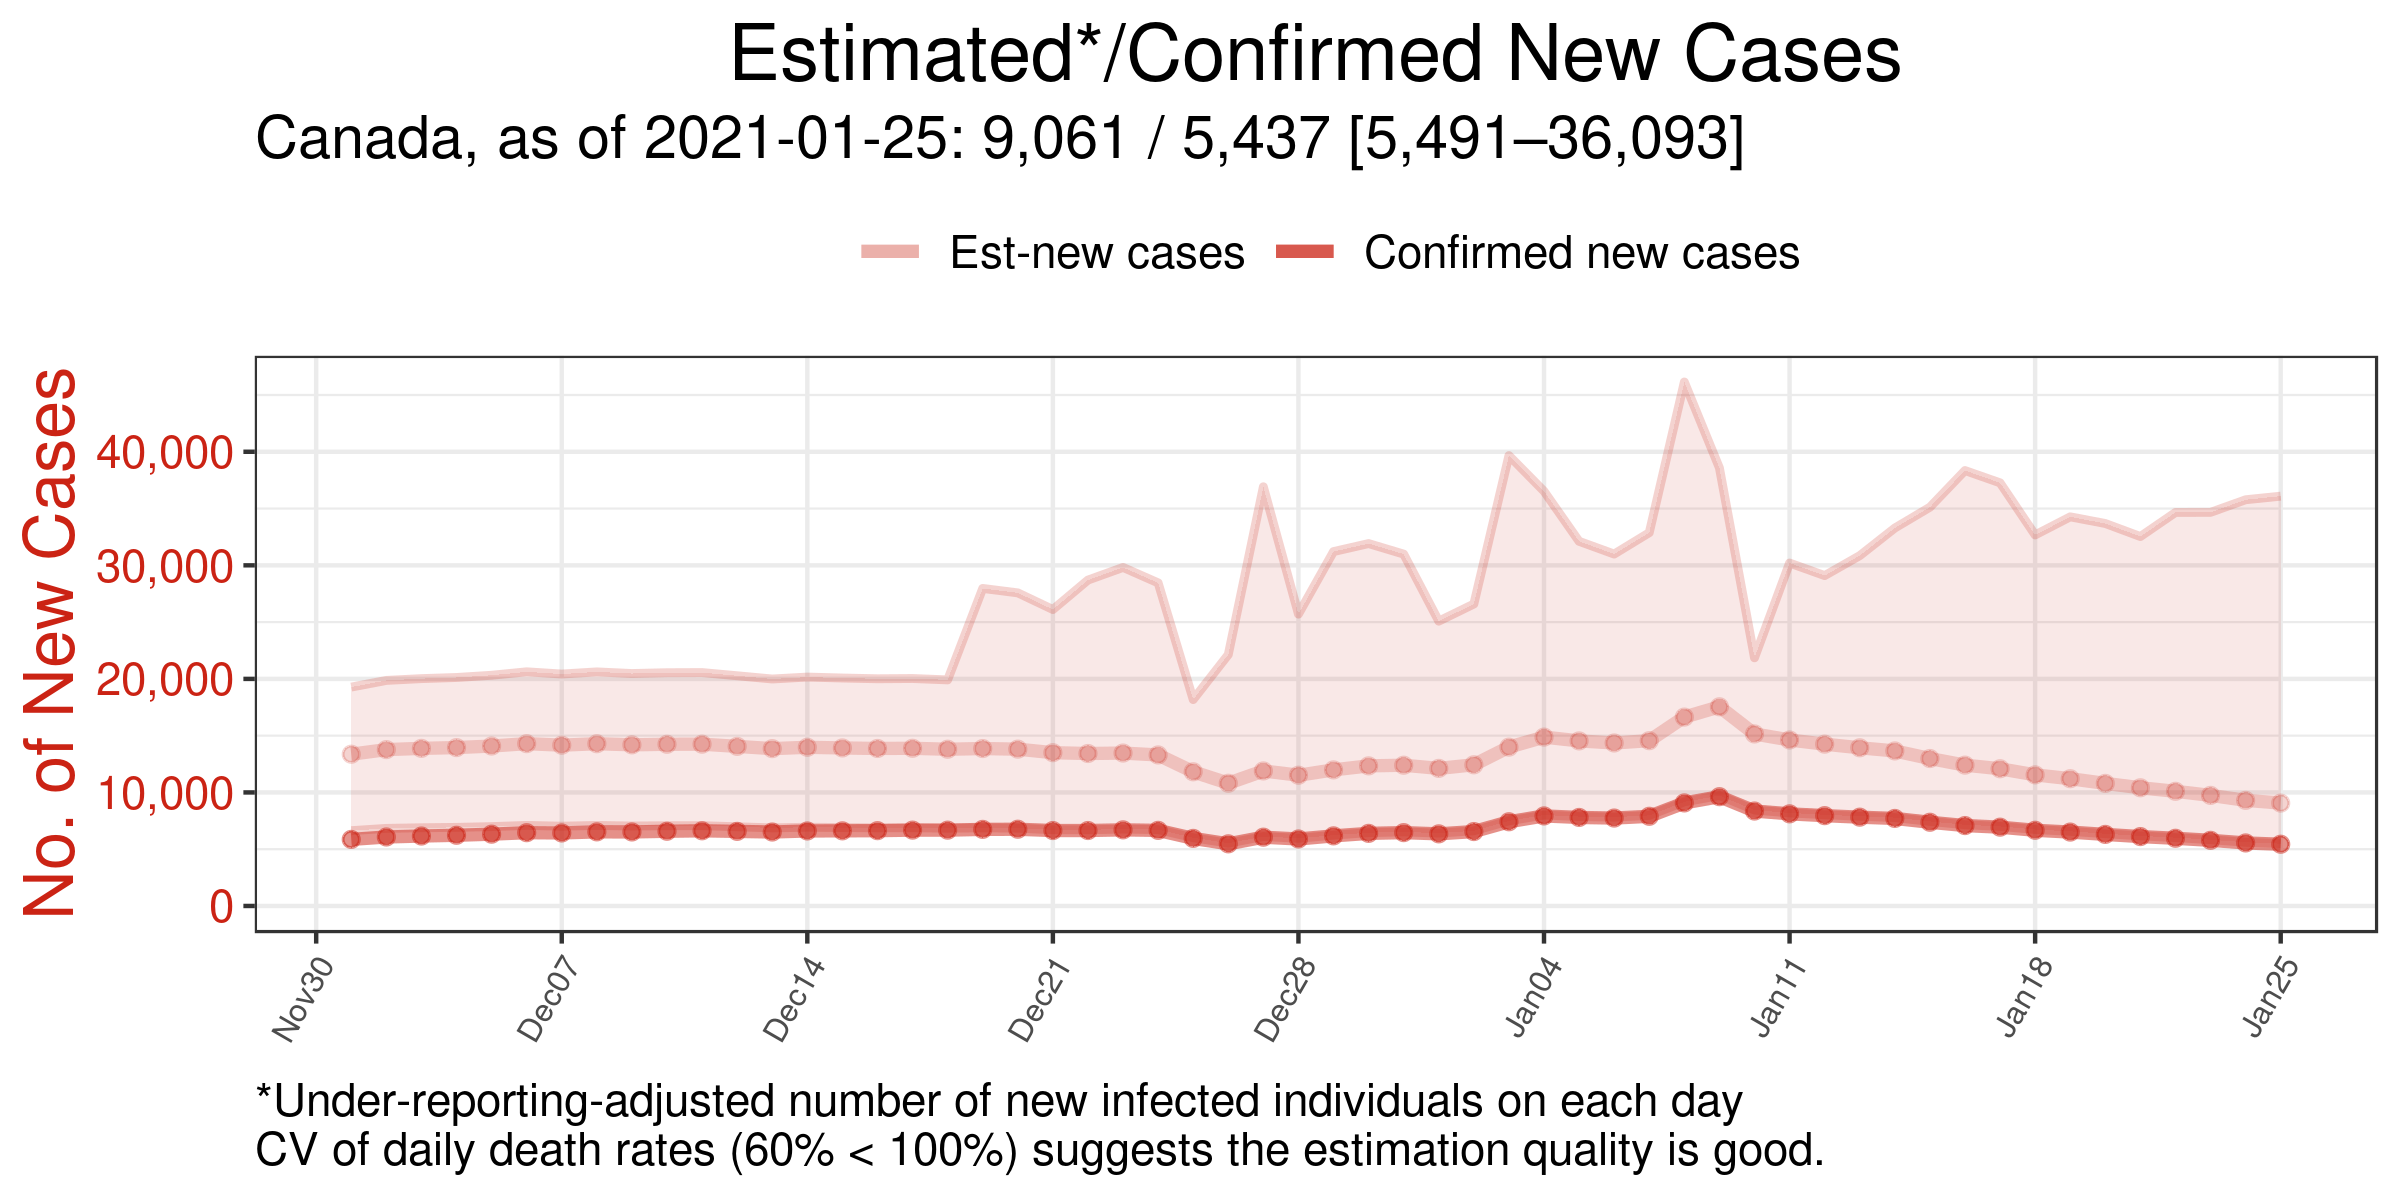 Estimated*/Confirmed New Cases
Canada, as of 2021-01-25: 9,061 / 5,437 [5,491–36,093]
Est-new cases
Confirmed new cases
No. of New Cases
40,000
30,000
20,000
10,000
0
Nov30
Dec07
Dec14
Dec21
Dec28
Jan04
Jan11
Jan18
Jan25
*Under-reporting-adjusted number of new infected individuals on each day
CV of daily death rates (60% < 100%) suggests the estimation quality is good.